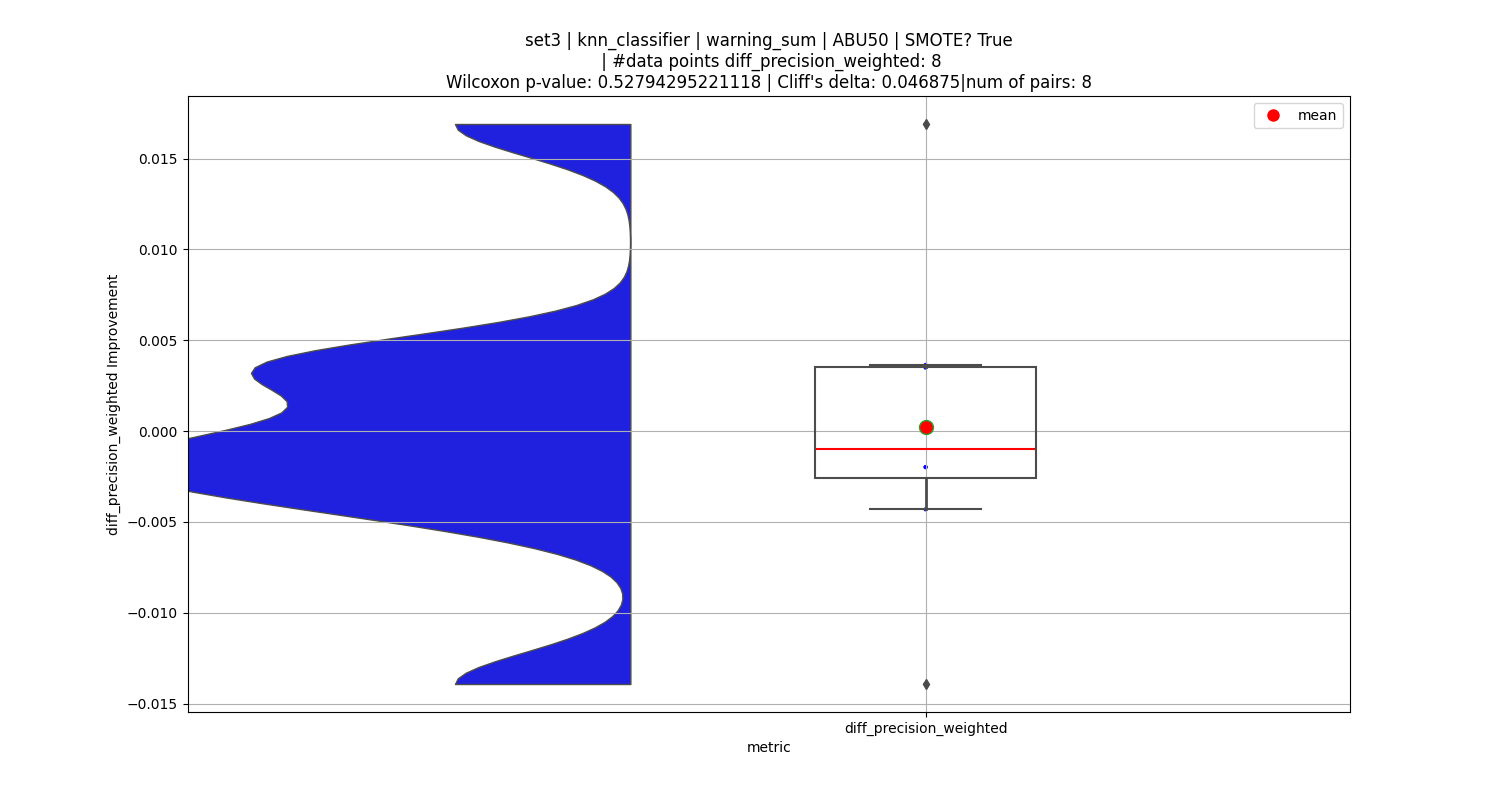 set3 | knn_classifier | warning_sum | ABU50 | SMOTE? True
| #data points diff_precision_weighted: 8
Wilcoxon p-value: 0.52794295221118 | Cliff's delta: 0.046875|num of pairs: 8
mean
0.015
0.010
0.005
0.000
−0.005
−0.010
−0.015
diff_precision_weighted Improvement
diff_precision_weighted
metric